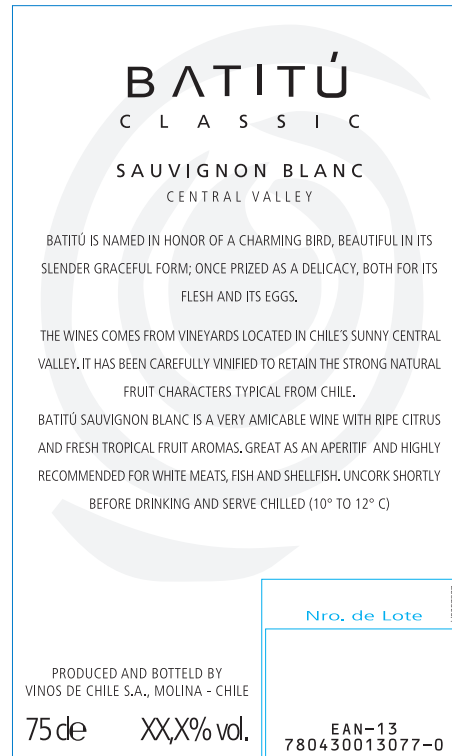 BATITÚ
CLASSIC
SAUVIGNON BLANC
CENTRAL VALLEY
BATITÚ IS NAMED IN HONOR OF A CHARMING BIRD, BEAUTIFUL IN ITS
SLENDER GRACEFUL FORM; ONCE PRIZED AS A DELICACY, BOTH FOR ITS
FLESH AND ITS EGGS.
THE WINES COMES FROM VINEYARDS LOCATED IN CHILE´S SUNNY CENTRAL
VALLEY. IT HAS BEEN CAREFULLY VINIFIED TO RETAIN THE STRONG NATURAL
FRUIT CHARACTERS TYPICAL FROM CHILE.
BATITÚ SAUVIGNON BLANC IS A VERY AMICABLE WINE WITH RIPE CITRUS
AND FRESH TROPICAL FRUIT AROMAS. GREAT AS AN APERITIF AND HIGHLY
RECOMMENDED FOR WHITE MEATS, FISH AND SHELLFISH. UNCORK SHORTLY
BEFORE DRINKING AND SERVE CHILLED (10° TO 12° C)
Nro. de Lote
PRODUCED AND BOTTELD BY
VINOS DE CHILE S.A., MOLINA - CHILE
75 de XX,X% vol.
EAN-13
780430013077-0